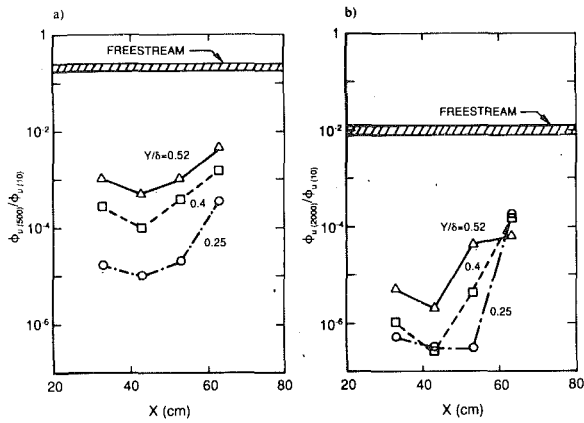 a)
FREESTREAM
1
10-2
10-4
10-6
Y/δ=0.52
0.4
0.25
ϕu (500)/ϕu (10)
20 40 60 80
X (cm)
b)
FREESTREAM
1
10-2
10-4
10-6
Y/δ=0.52
0.4
0.25
ϕu (2000)/ϕu (10)
20 40 60 80
X (cm)